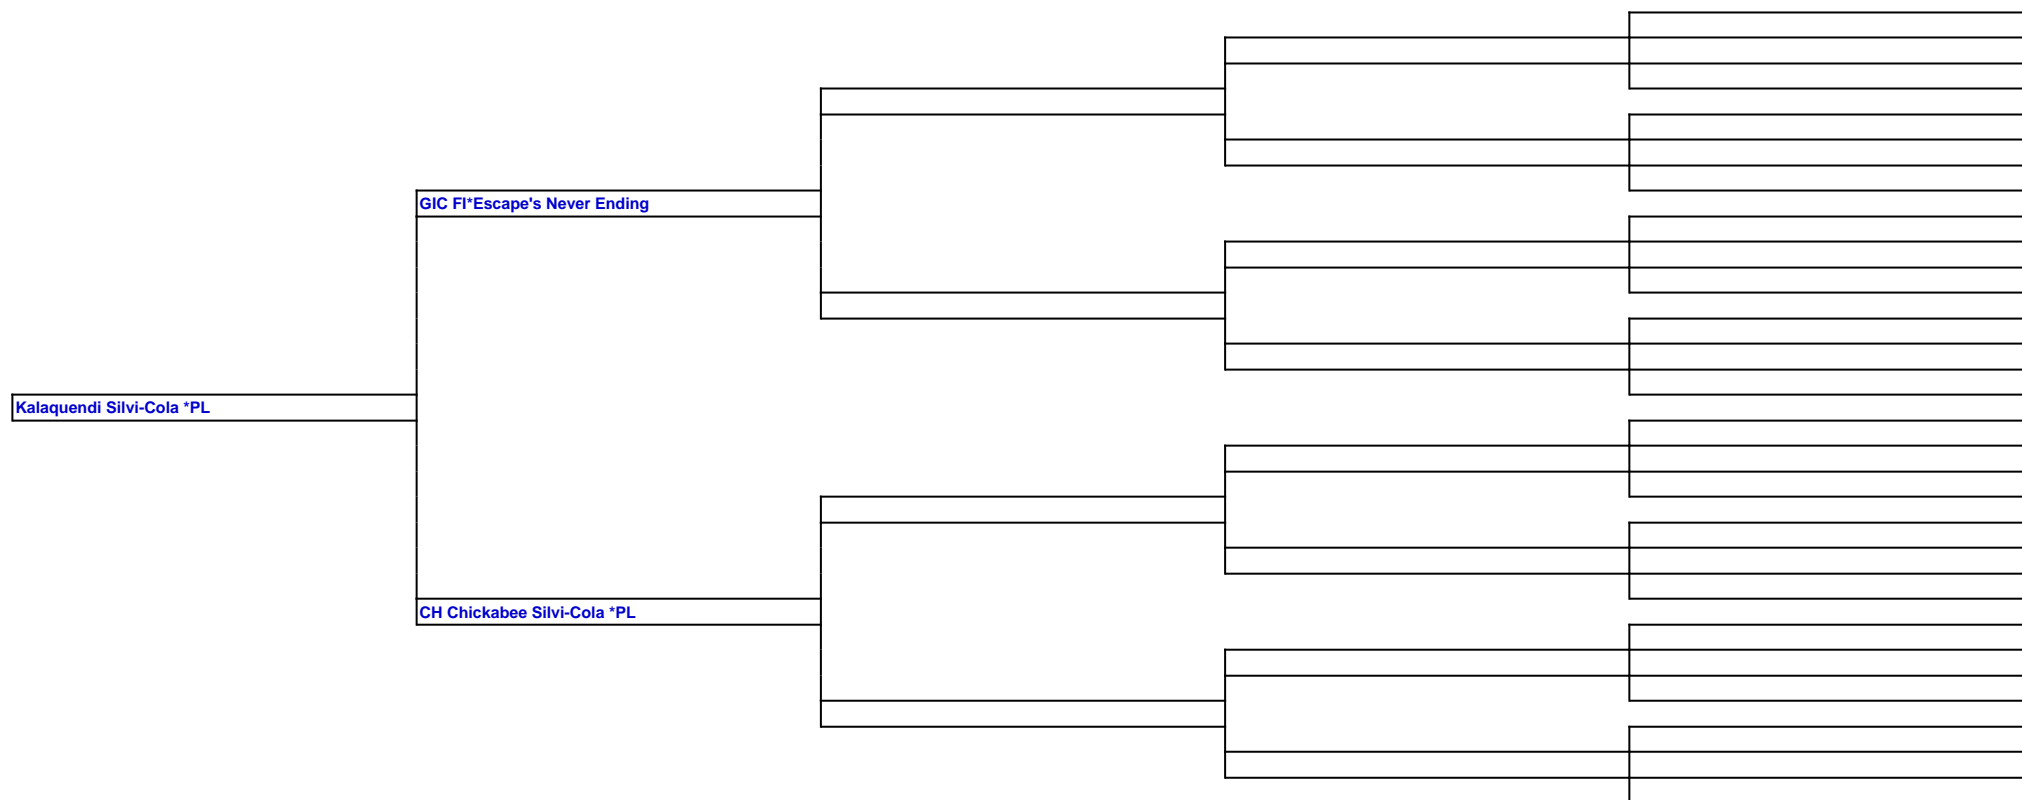 GIC FI*Escape's Never Ending
Kalaquendi Silvi-Cola *PL
CH Chickabee Silvi-Cola *PL